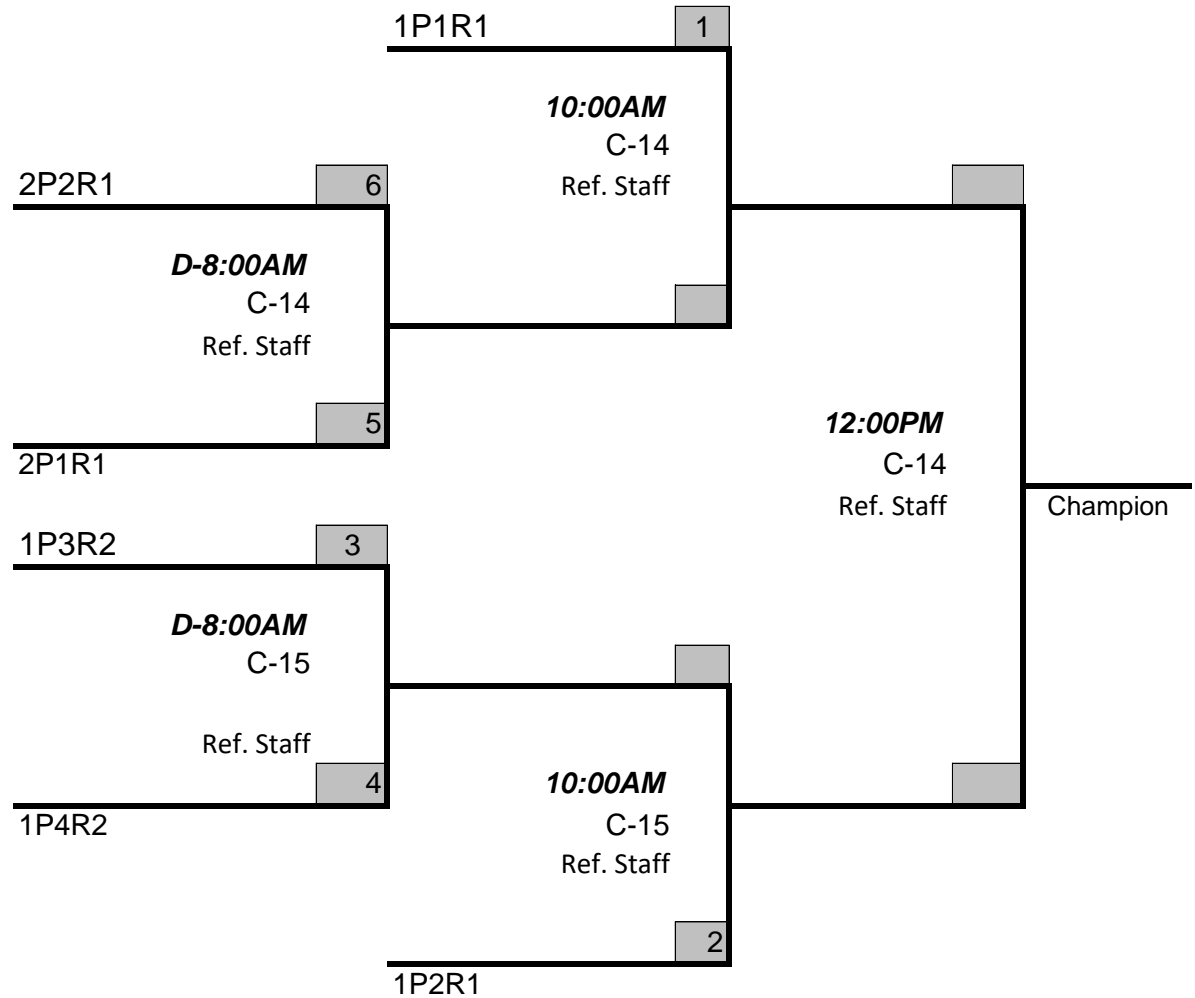 1P1R1 1
10:00AM
C-14
Ref. Staff
2P2R1 6
D-8:00AM
C-14
Ref. Staff
5
2P1R1
12:00PM
C-14
Ref. Staff
Champion
1P3R2 3
D-8:00AM
C-15
Ref. Staff
4
1P4R2
10:00AM
C-15
Ref. Staff
2
1P2R1